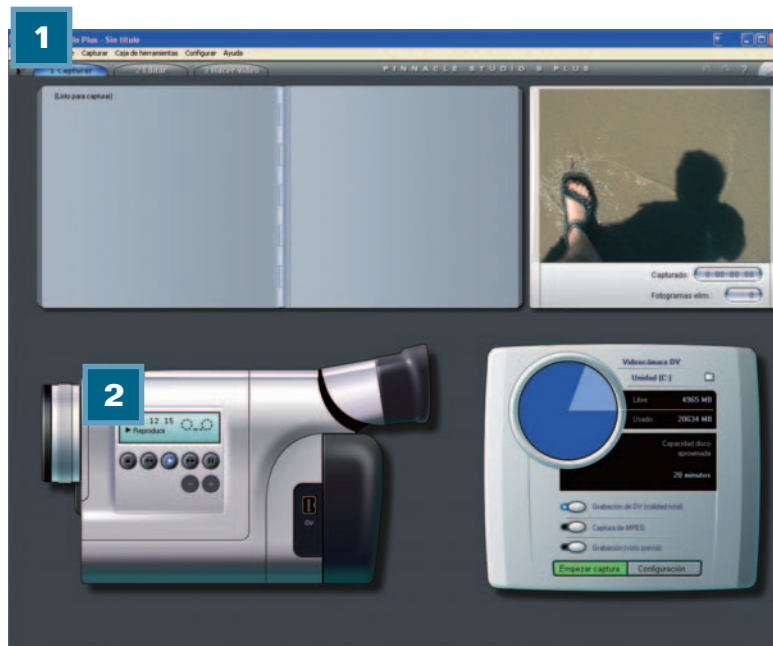 1
Plus - Sin título
Capturar Caja de herramientas Configurar Ayuda
1 Capturar 2 Editar 3 Hacer vídeo PINNACLE STUDIO 9 PLUS
(Listo para capturar)
Capturado: 0:00:00:00
Fotogramas elim.: 0
2
12.15
Reproducir
DV
Videocámara DV
Unidad (C:)
Libre 4965 MB
Usado 28634 MB
Capacidad disco
aproximada
20 minutos
Grabación de DV (calidad total)
Captura de MPEG
Grabación (vista previa)
Empezar captura Configuración...